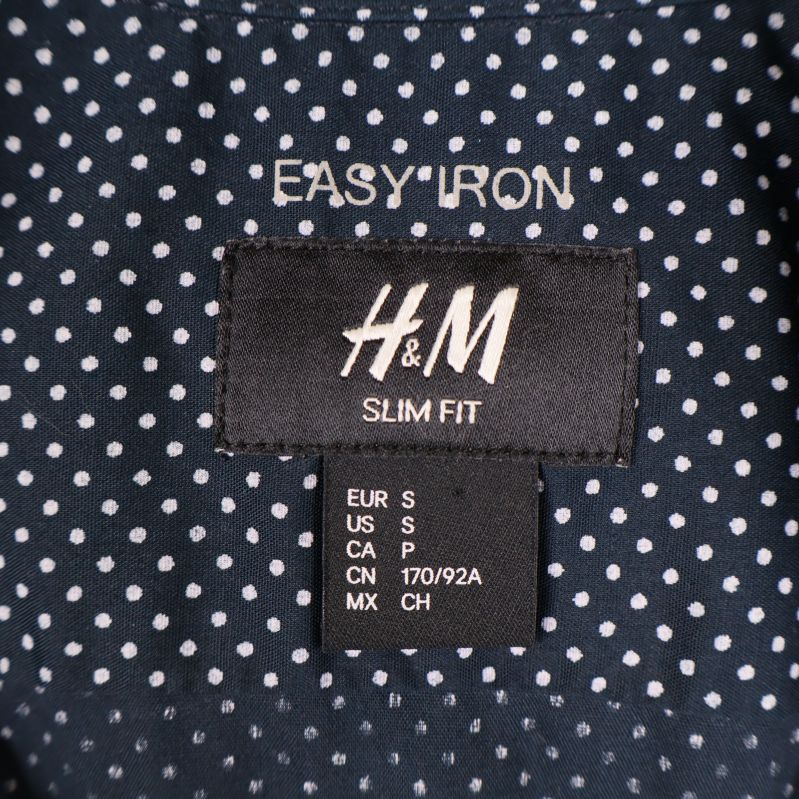 EASY IRON
H&M
SLIM FIT
EUR S
US S
CA P
CN 170/92A
MX CH